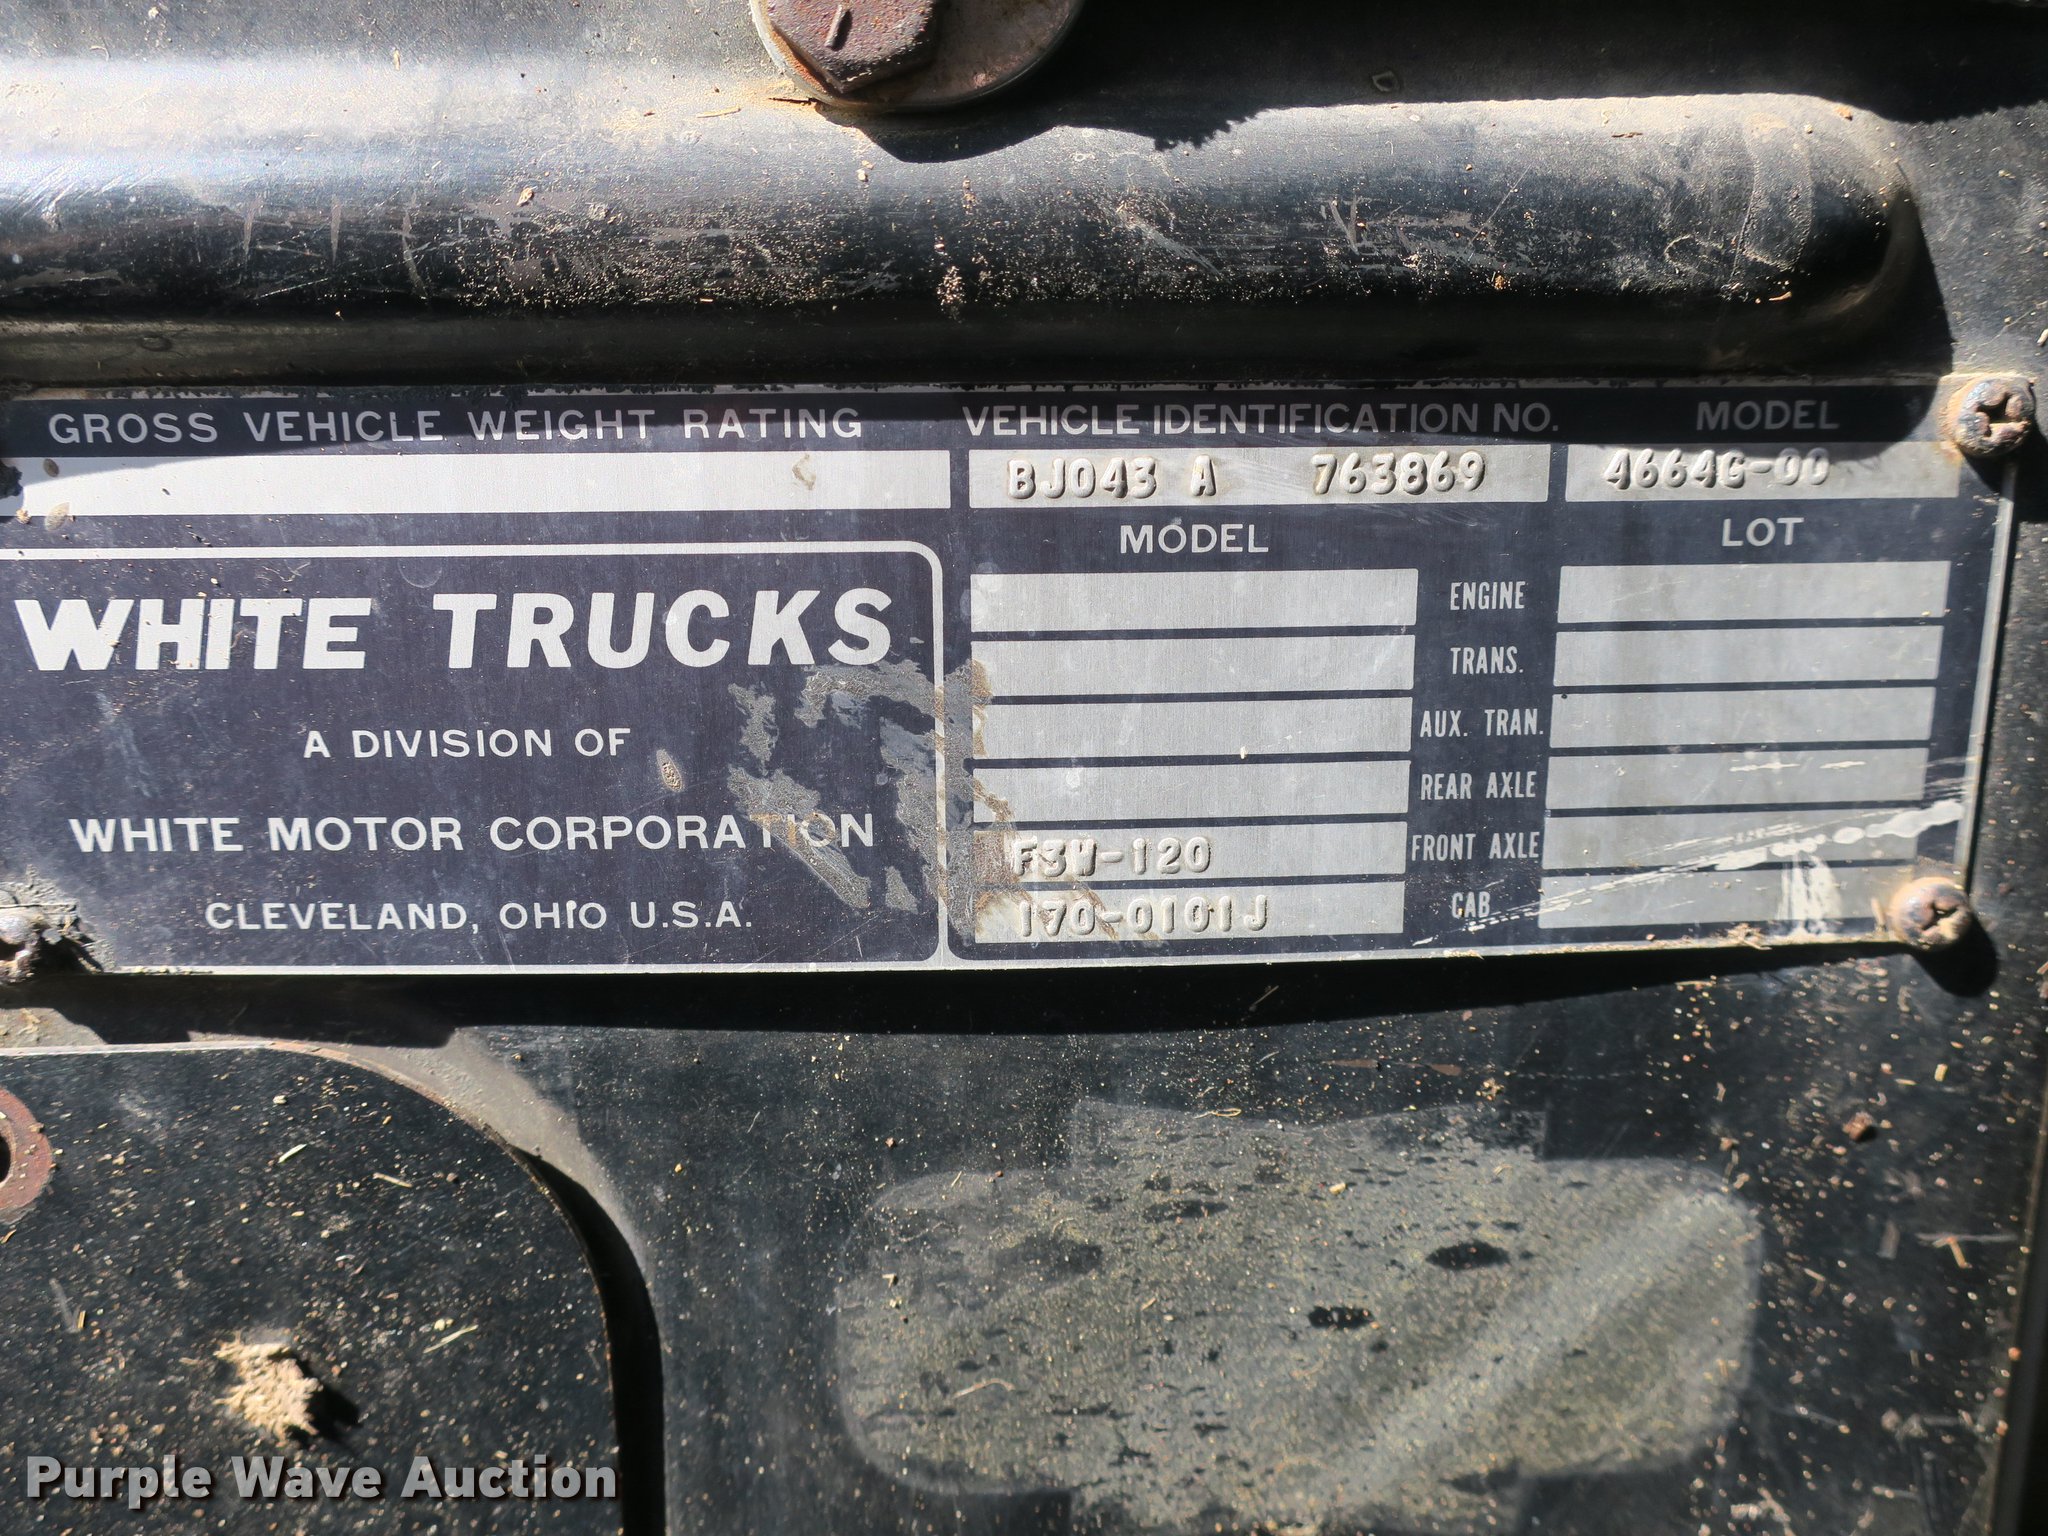 GROSS VEHICLE WEIGHT RATING
VEHICLE IDENTIFICATION NO.
MODEL
BJ043 A 763869
4664G-00
MODEL
LOT
WHITE TRUCKS
A DIVISION OF
WHITE MOTOR CORPORATION
CLEVELAND, OHIO U.S.A.
ENGINE
TRANS.
AUX. TRAN.
REAR AXLE
F3W-120 FRONT AXLE
170-0101J CAB
Purple Wave Auction